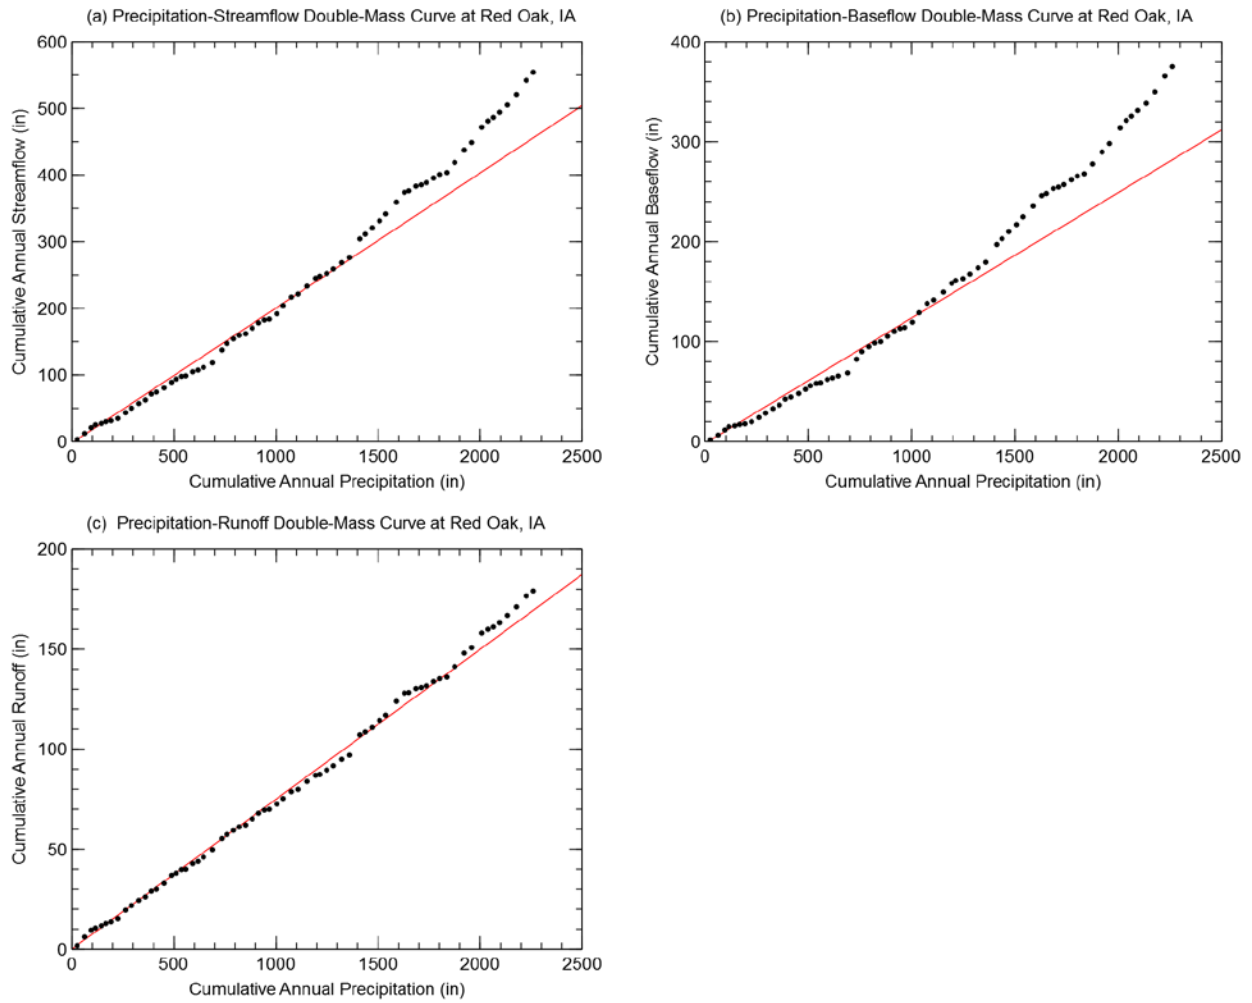 (a) Precipitation-Streamflow Double-Mass Curve at Red Oak, IA
600
500
400
300
200
100
0
Cumulative Annual Streamflow (in)
0 500 1000 1500 2000 2500
Cumulative Annual Precipitation (in)
(b) Precipitation-Baseflow Double-Mass Curve at Red Oak, IA
400
300
200
100
0
Cumulative Annual Baseflow (in)
0 500 1000 1500 2000 2500
Cumulative Annual Precipitation (in)
(c) Precipitation-Runoff Double-Mass Curve at Red Oak, IA
200
150
100
50
0
Cumulative Annual Runoff (in)
0 500 1000 1500 2000 2500
Cumulative Annual Precipitation (in)